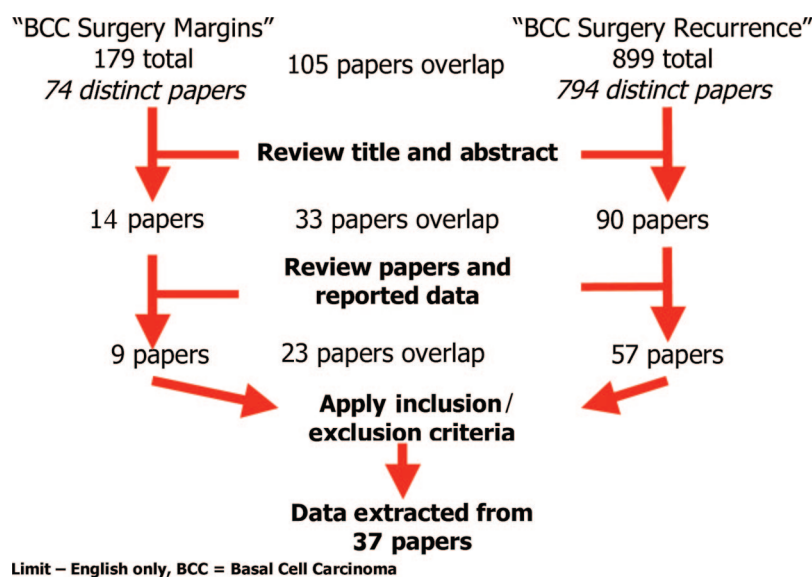 "BCC Surgery Margins"
179 total
74 distinct papers
105 papers overlap
"BCC Surgery Recurrence"
899 total
794 distinct papers
Review title and abstract
14 papers
33 papers overlap
90 papers
Review papers and
reported data
9 papers
23 papers overlap
57 papers
Apply inclusion/
exclusion criteria
Data extracted from
37 papers
Limit – English only, BCC = Basal Cell Carcinoma